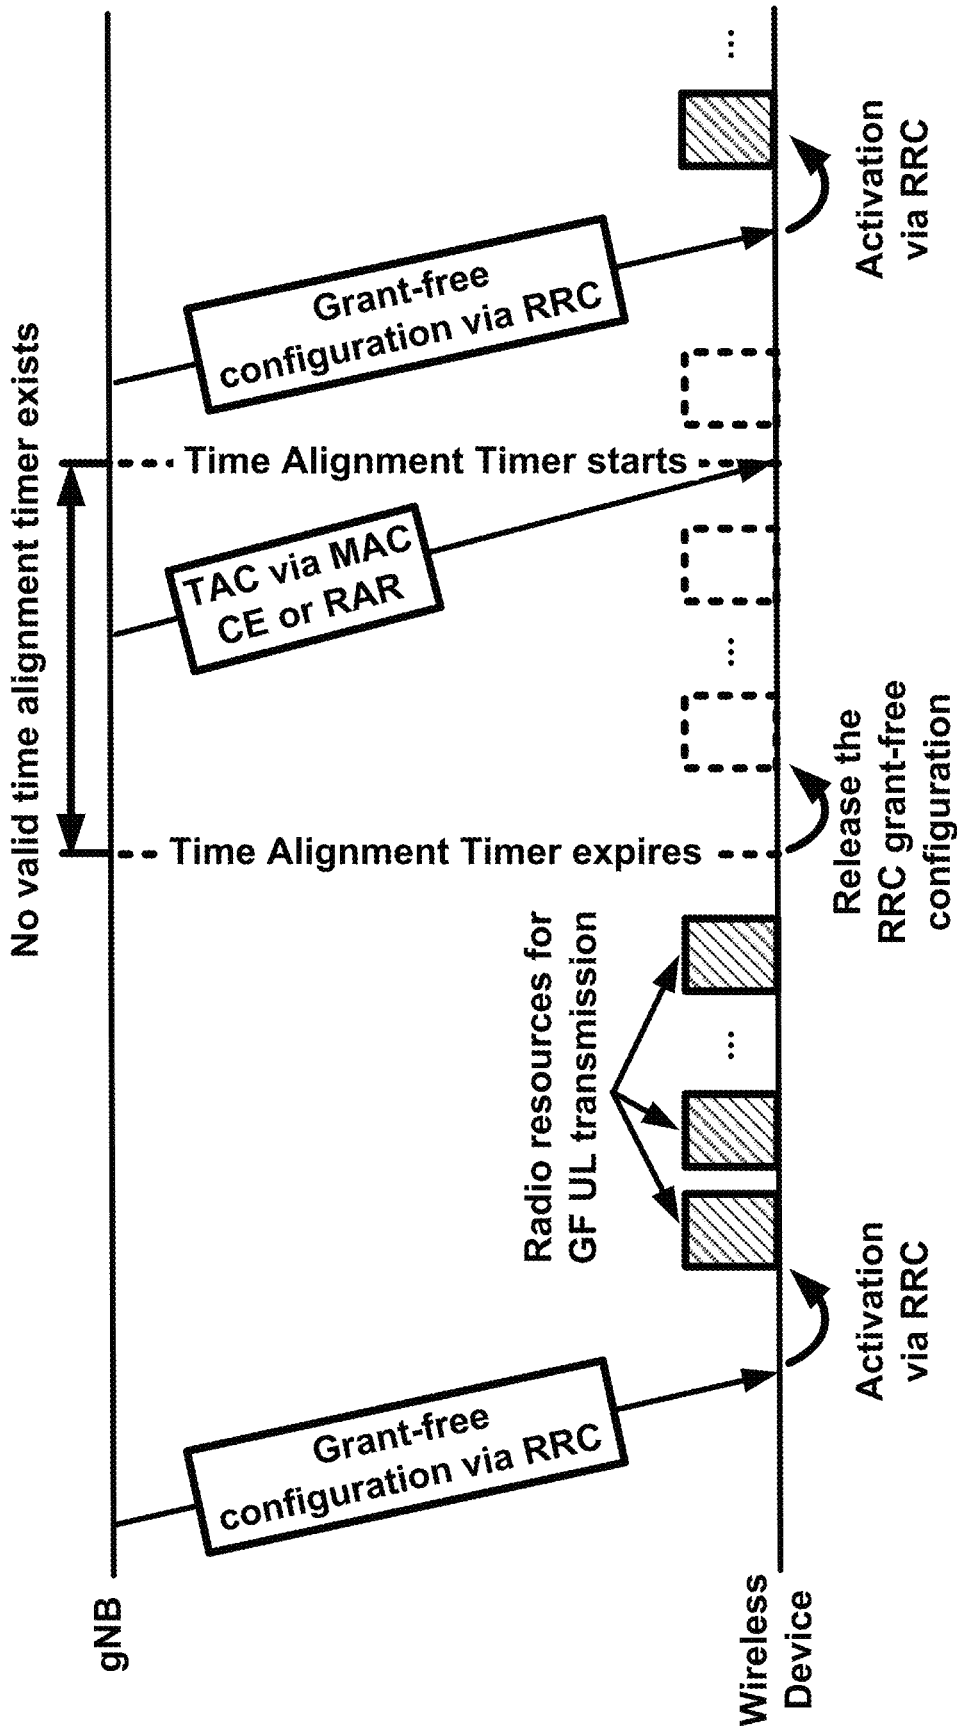 No valid time alignment timer exists
gNB
Grant-free
configuration via RRC
Time Alignment Timer expires
TAC via MAC
CE or RAR
Time Alignment Timer starts
Grant-free
configuration via RRC
Radio resources for
GF UL transmission
...
...
...
Wireless
Device
Activation
via RRC
Release the
RRC grant-free
configuration
Activation
via RRC